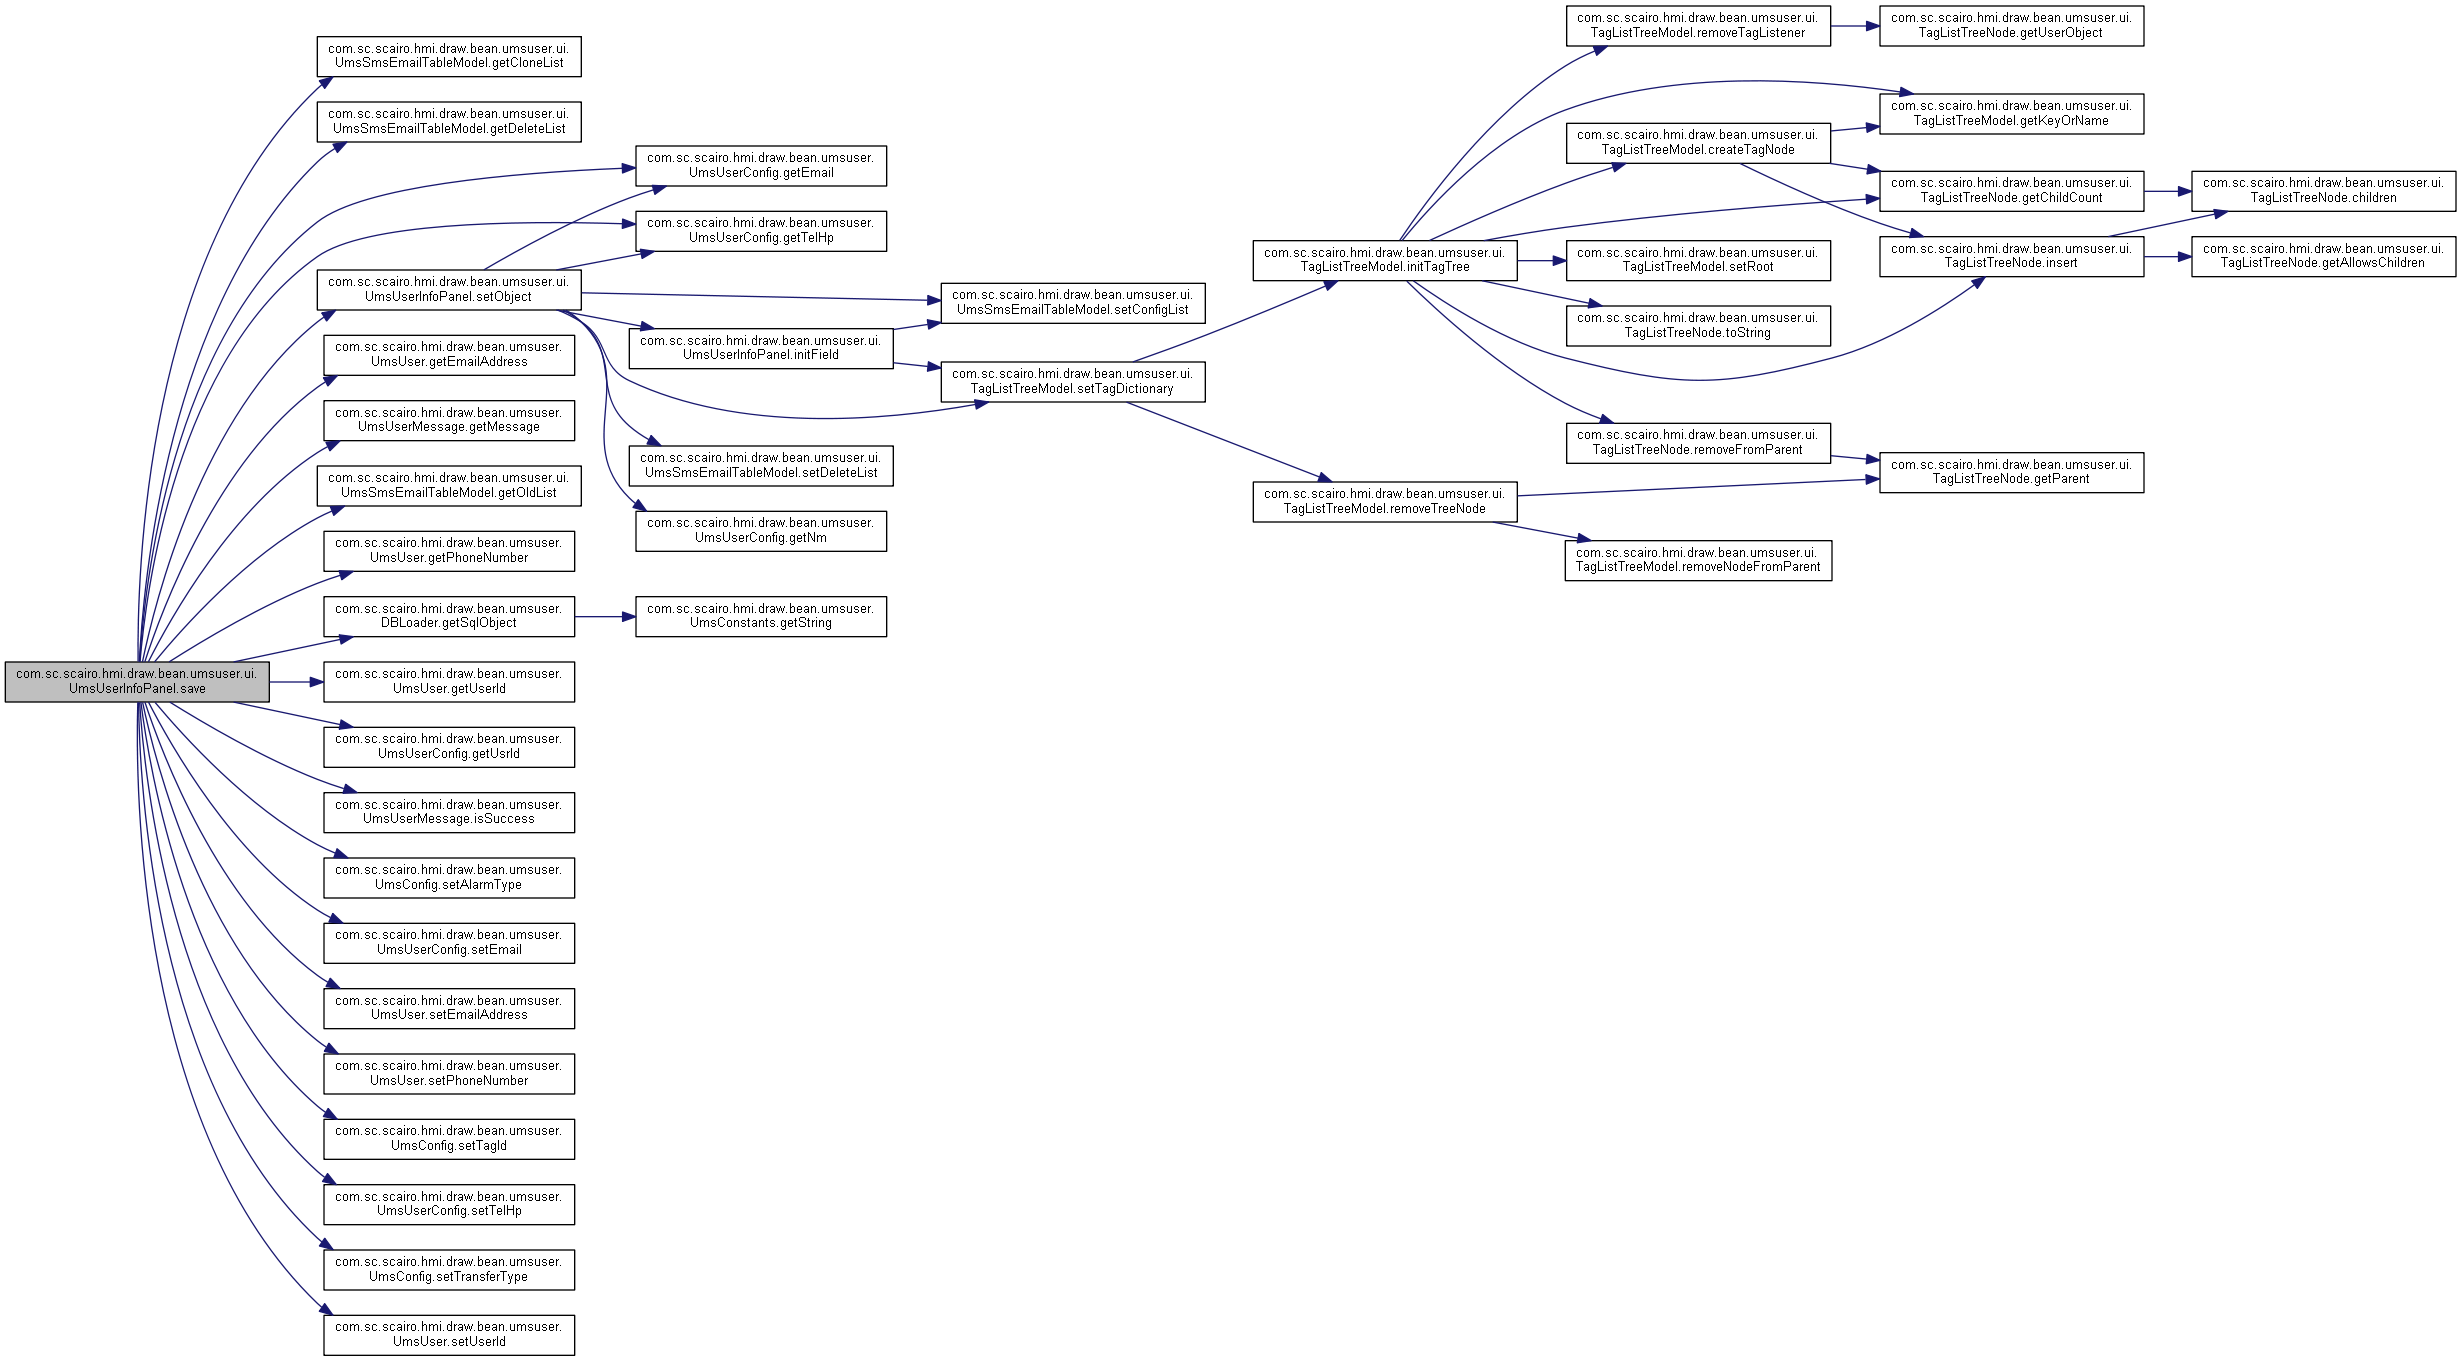 com.sc.scairo.hmi.draw.bean.umsuser.ui.
UmsUserInfoPanel.save
com.sc.scairo.hmi.draw.bean.umsuser.ui.
UmsSmsEmailTableModel.getCloneList
com.sc.scairo.hmi.draw.bean.umsuser.ui.
UmsSmsEmailTableModel.getDeleteList
com.sc.scairo.hmi.draw.bean.umsuser.ui.
UmsUserInfoPanel.setObject
com.sc.scairo.hmi.draw.bean.umsuser.
UmsUser.getEmailAddress
com.sc.scairo.hmi.draw.bean.umsuser.
UmsUserMessage.getMessage
com.sc.scairo.hmi.draw.bean.umsuser.ui.
UmsSmsEmailTableModel.getOldList
com.sc.scairo.hmi.draw.bean.umsuser.
UmsUser.getPhoneNumber
com.sc.scairo.hmi.draw.bean.umsuser.
DBLoader.getSqlObject
com.sc.scairo.hmi.draw.bean.umsuser.
UmsUser.getUserId
com.sc.scairo.hmi.draw.bean.umsuser.
UmsUserConfig.getUsrId
com.sc.scairo.hmi.draw.bean.umsuser.
UmsUserMessage.isSuccess
com.sc.scairo.hmi.draw.bean.umsuser.
UmsConfig.setAlarmType
com.sc.scairo.hmi.draw.bean.umsuser.
UmsUserConfig.setEmail
com.sc.scairo.hmi.draw.bean.umsuser.
UmsUser.setEmailAddress
com.sc.scairo.hmi.draw.bean.umsuser.
UmsUser.setPhoneNumber
com.sc.scairo.hmi.draw.bean.umsuser.
UmsConfig.setTagId
com.sc.scairo.hmi.draw.bean.umsuser.
UmsUserConfig.setTelHp
com.sc.scairo.hmi.draw.bean.umsuser.
UmsConfig.setTransferType
com.sc.scairo.hmi.draw.bean.umsuser.
UmsUser.setUserId
com.sc.scairo.hmi.draw.bean.umsuser.
UmsUserConfig.getEmail
com.sc.scairo.hmi.draw.bean.umsuser.
UmsUserConfig.getTelHp
com.sc.scairo.hmi.draw.bean.umsuser.ui.
UmsUserInfoPanel.initField
com.sc.scairo.hmi.draw.bean.umsuser.ui.
UmsSmsEmailTableModel.setDeleteList
com.sc.scairo.hmi.draw.bean.umsuser.
UmsUserConfig.getNm
com.sc.scairo.hmi.draw.bean.umsuser.
UmsConstants.getString
com.sc.scairo.hmi.draw.bean.umsuser.ui.
UmsSmsEmailTableModel.setConfigList
com.sc.scairo.hmi.draw.bean.umsuser.ui.
TagListTreeModel.setTagDictionary
com.sc.scairo.hmi.draw.bean.umsuser.ui.
TagListTreeModel.initTagTree
com.sc.scairo.hmi.draw.bean.umsuser.ui.
TagListTreeModel.removeTreeNode
com.sc.scairo.hmi.draw.bean.umsuser.ui.
TagListTreeModel.removeTagListener
com.sc.scairo.hmi.draw.bean.umsuser.ui.
TagListTreeModel.createTagNode
com.sc.scairo.hmi.draw.bean.umsuser.ui.
TagListTreeModel.setRoot
com.sc.scairo.hmi.draw.bean.umsuser.ui.
TagListTreeNode.toString
com.sc.scairo.hmi.draw.bean.umsuser.ui.
TagListTreeNode.removeFromParent
com.sc.scairo.hmi.draw.bean.umsuser.ui.
TagListTreeModel.removeNodeFromParent
com.sc.scairo.hmi.draw.bean.umsuser.ui.
TagListTreeNode.getUserObject
com.sc.scairo.hmi.draw.bean.umsuser.ui.
TagListTreeModel.getKeyOrName
com.sc.scairo.hmi.draw.bean.umsuser.ui.
TagListTreeNode.getChildCount
com.sc.scairo.hmi.draw.bean.umsuser.ui.
TagListTreeNode.insert
com.sc.scairo.hmi.draw.bean.umsuser.ui.
TagListTreeNode.getParent
com.sc.scairo.hmi.draw.bean.umsuser.ui.
TagListTreeNode.children
com.sc.scairo.hmi.draw.bean.umsuser.ui.
TagListTreeNode.getAllowsChildren